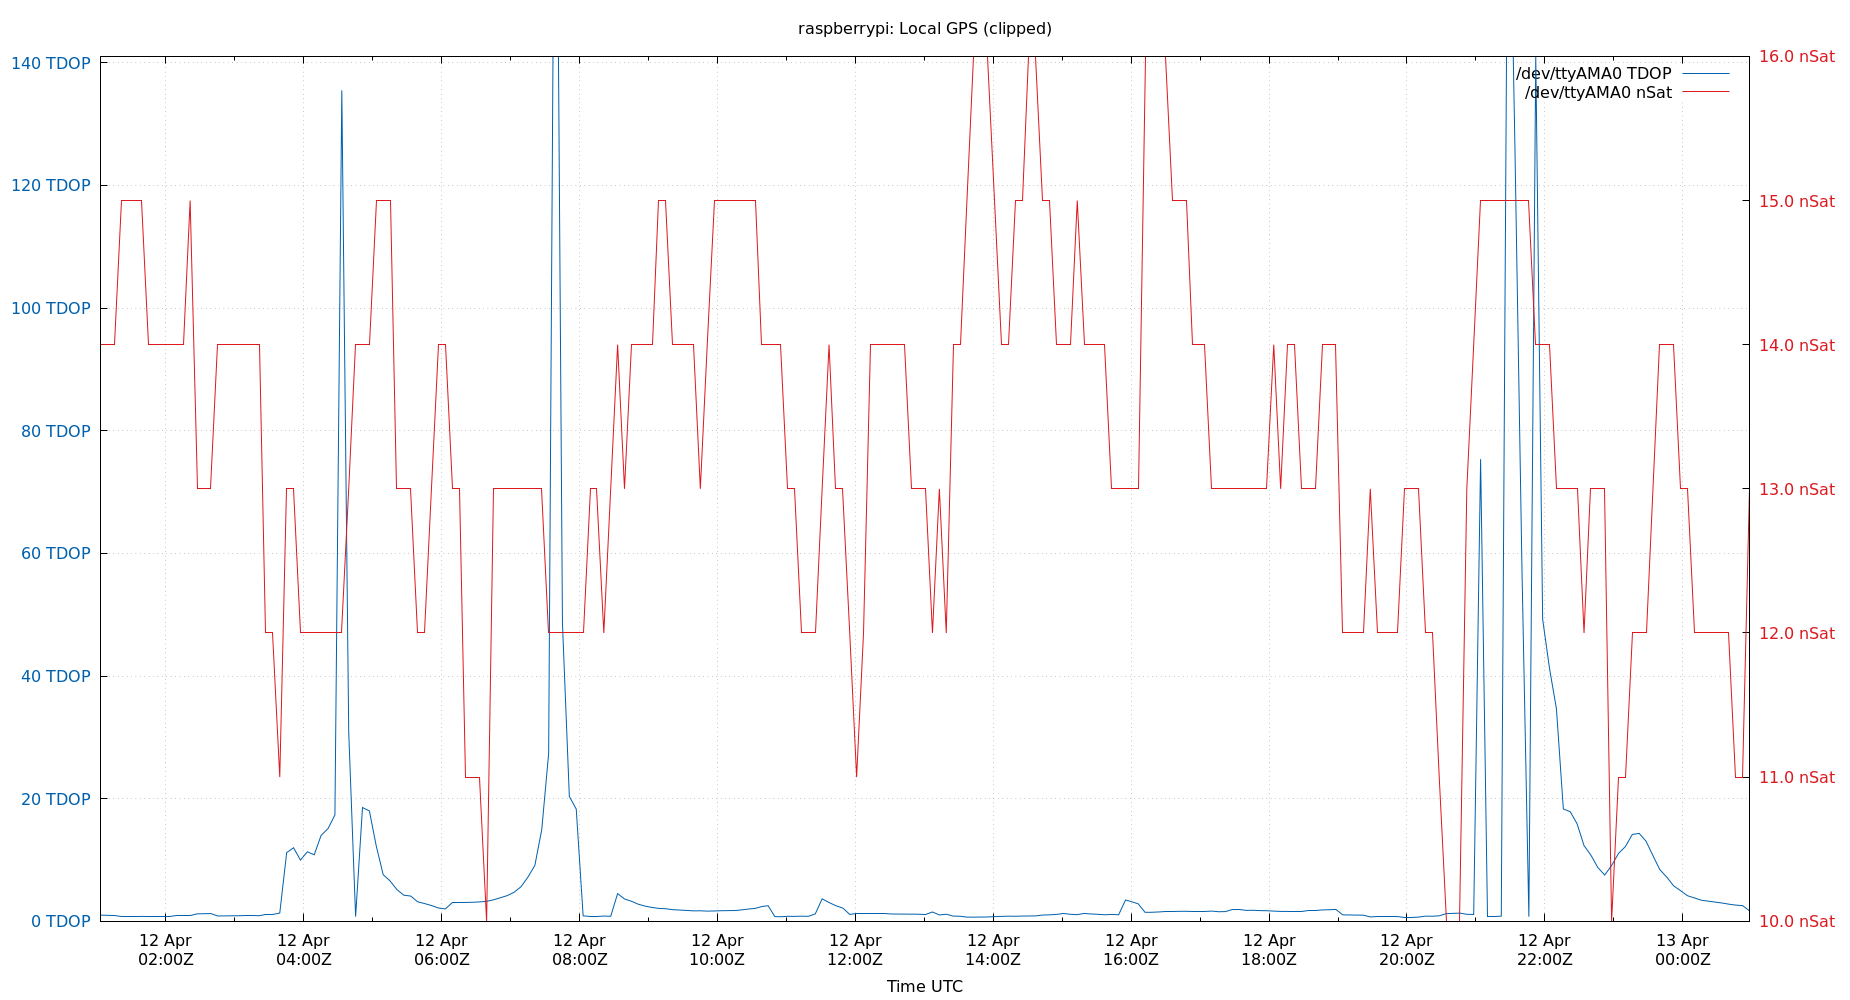 raspberrypi: Local GPS (clipped)
140 TDOP
120 TDOP
100 TDOP
80 TDOP
60 TDOP
40 TDOP
20 TDOP
0 TDOP
16.0 nSat
15.0 nSat
14.0 nSat
13.0 nSat
12.0 nSat
11.0 nSat
10.0 nSat
/dev/ttyAMA0 TDOP
/dev/ttyAMA0 nSat
12 Apr
02:00Z
12 Apr
04:00Z
12 Apr
06:00Z
12 Apr
08:00Z
12 Apr
10:00Z
12 Apr
12:00Z
12 Apr
14:00Z
12 Apr
16:00Z
12 Apr
18:00Z
12 Apr
20:00Z
12 Apr
22:00Z
13 Apr
00:00Z
Time UTC